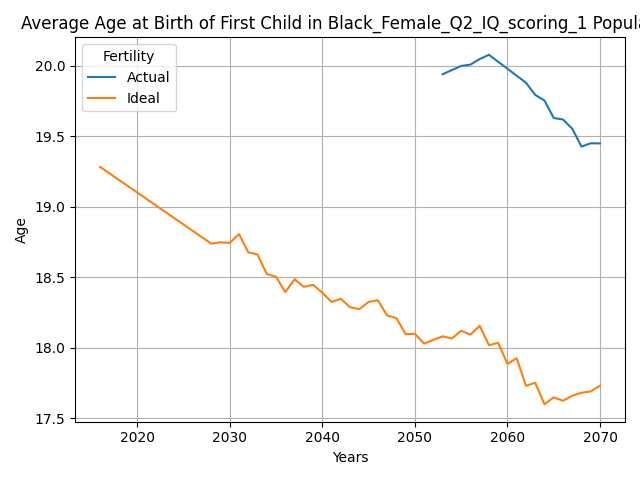 Average Age at Birth of First Child in Black_Female_Q2_IQ_scoring_1 Popula
Fertility
Actual
Ideal
Age
20.0
19.5
19.0
18.5
18.0
17.5
2020 2030 2040 2050 2060 2070
Years